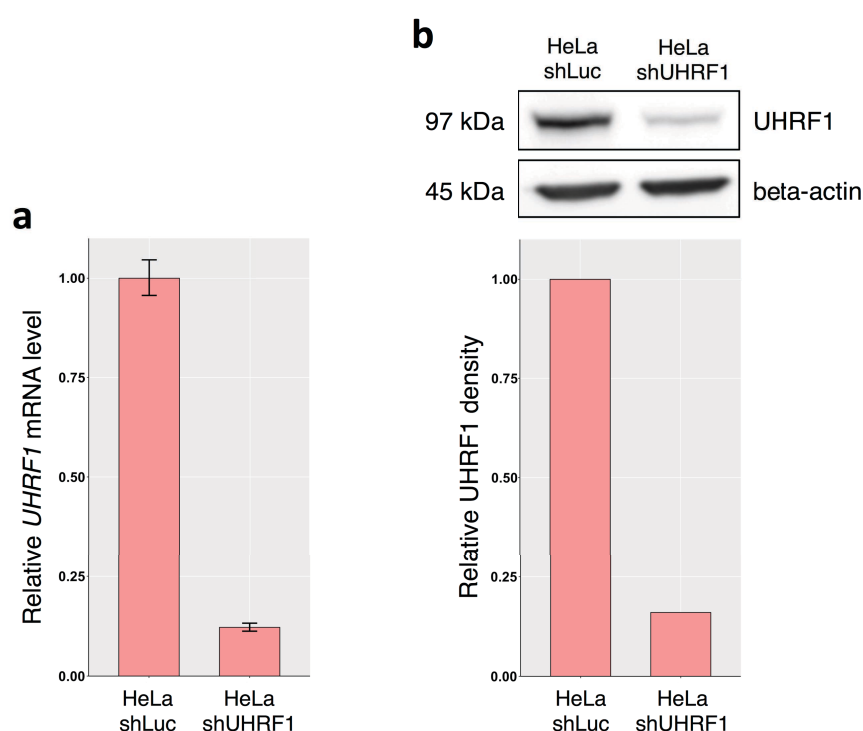 b
HeLa
shLuc
HeLa
shUHRF1
97 kDa
UHRF1
45 kDa
beta-actin
a
Relative UHRF1 mRNA level
1.00
0.75
0.50
0.25
0.00
HeLa
shLuc
HeLa
shUHRF1
Relative UHRF1 density
1.00
0.75
0.50
0.25
0.00
HeLa
shLuc
HeLa
shUHRF1